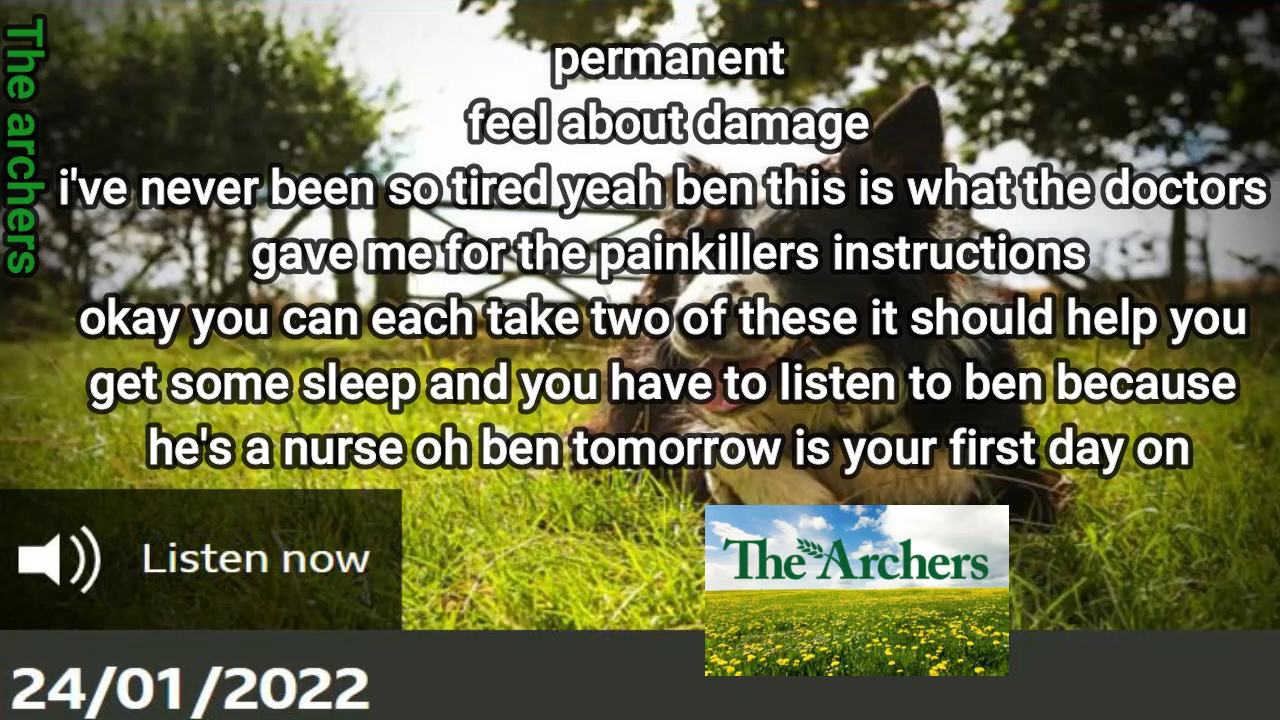 The archers
permanent
feel about damage
i've never been so tired yeah ben this is what the doctors
gave me for the painkillers instructions
okay you can each take two of these it should help you
get some sleep and you have to listen to ben because
he's a nurse oh ben tomorrow is your first day on
Listen now
The Archers
24/01/2022